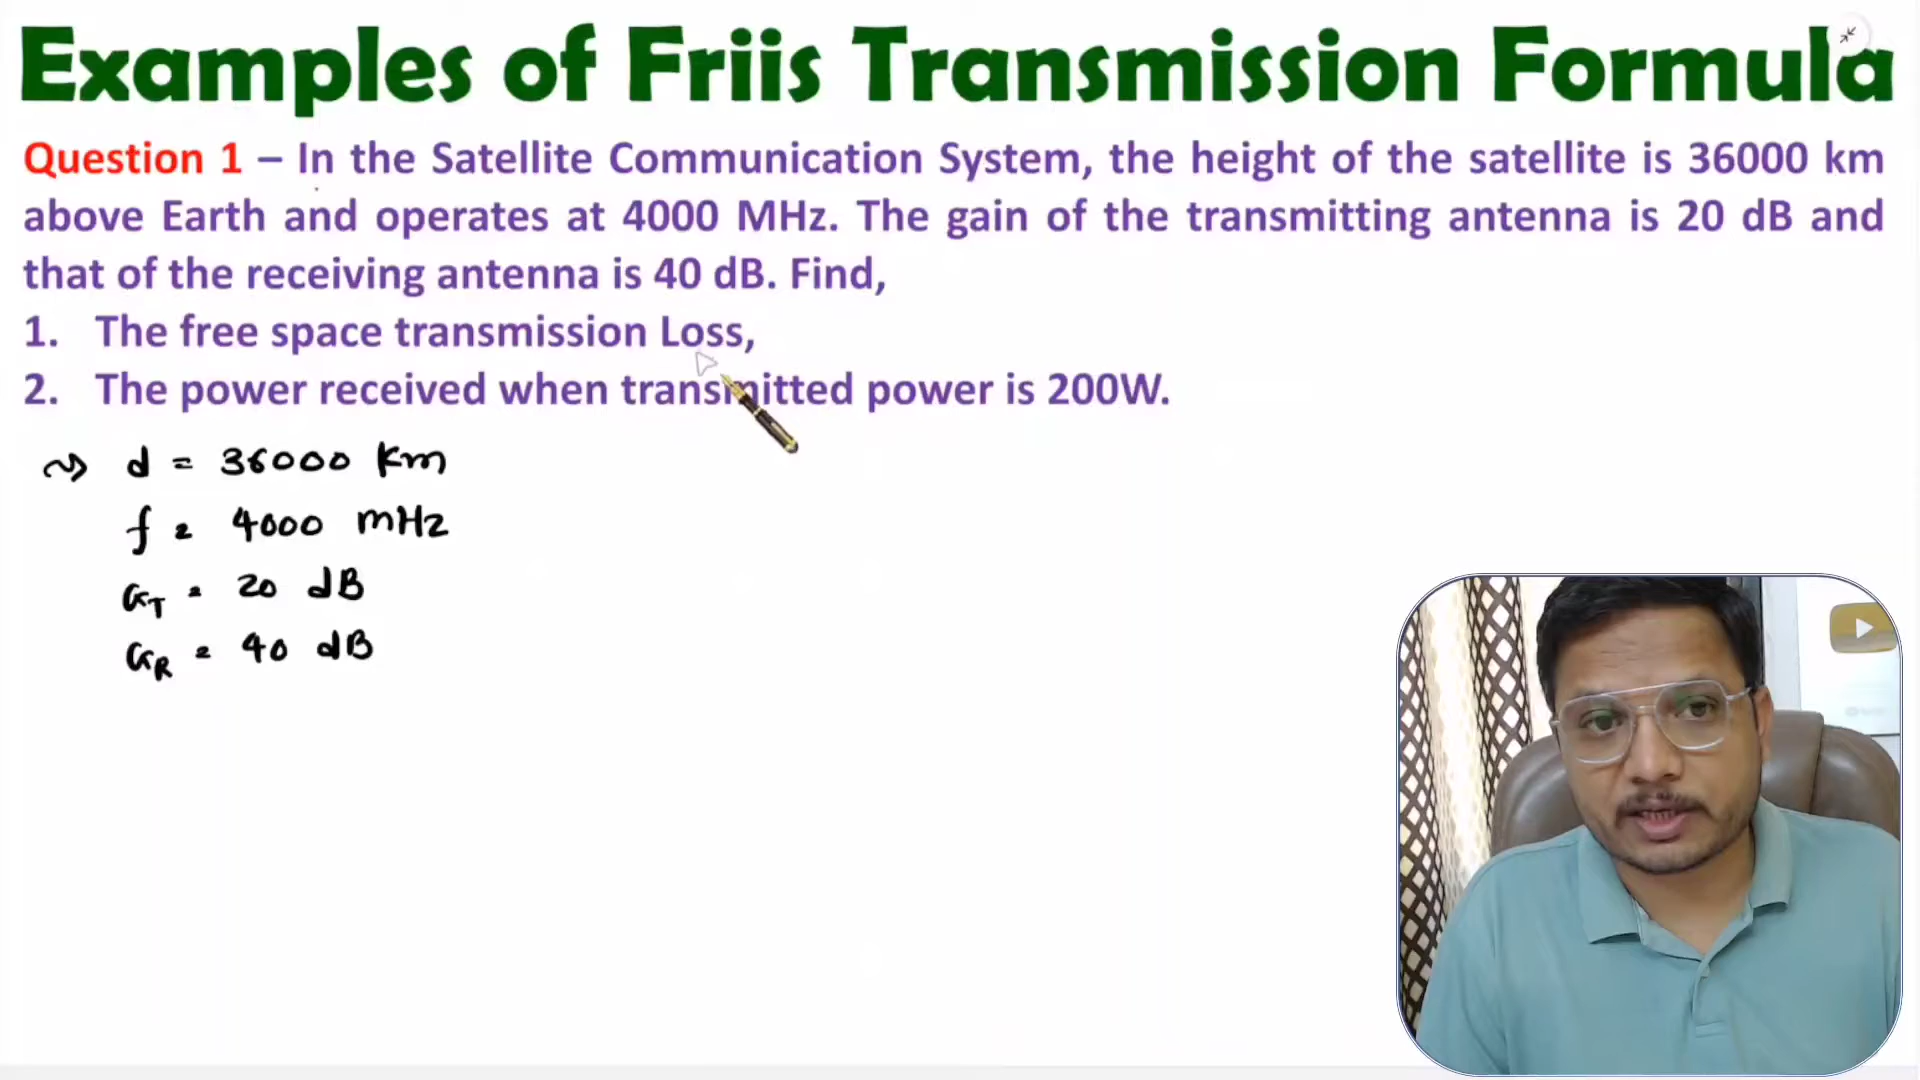 Examples of Friis Transmission Formula
Question 1 – In the Satellite Communication System, the height of the satellite is 36000 km
above Earth and operates at 4000 MHz. The gain of the transmitting antenna is 20 dB and
that of the receiving antenna is 40 dB. Find,
1. The free space transmission Loss,
2. The power received when transmitted power is 200W.
d = 36000 Km
f = 4000 mHz
GT = 20 dB
GR = 40 dB